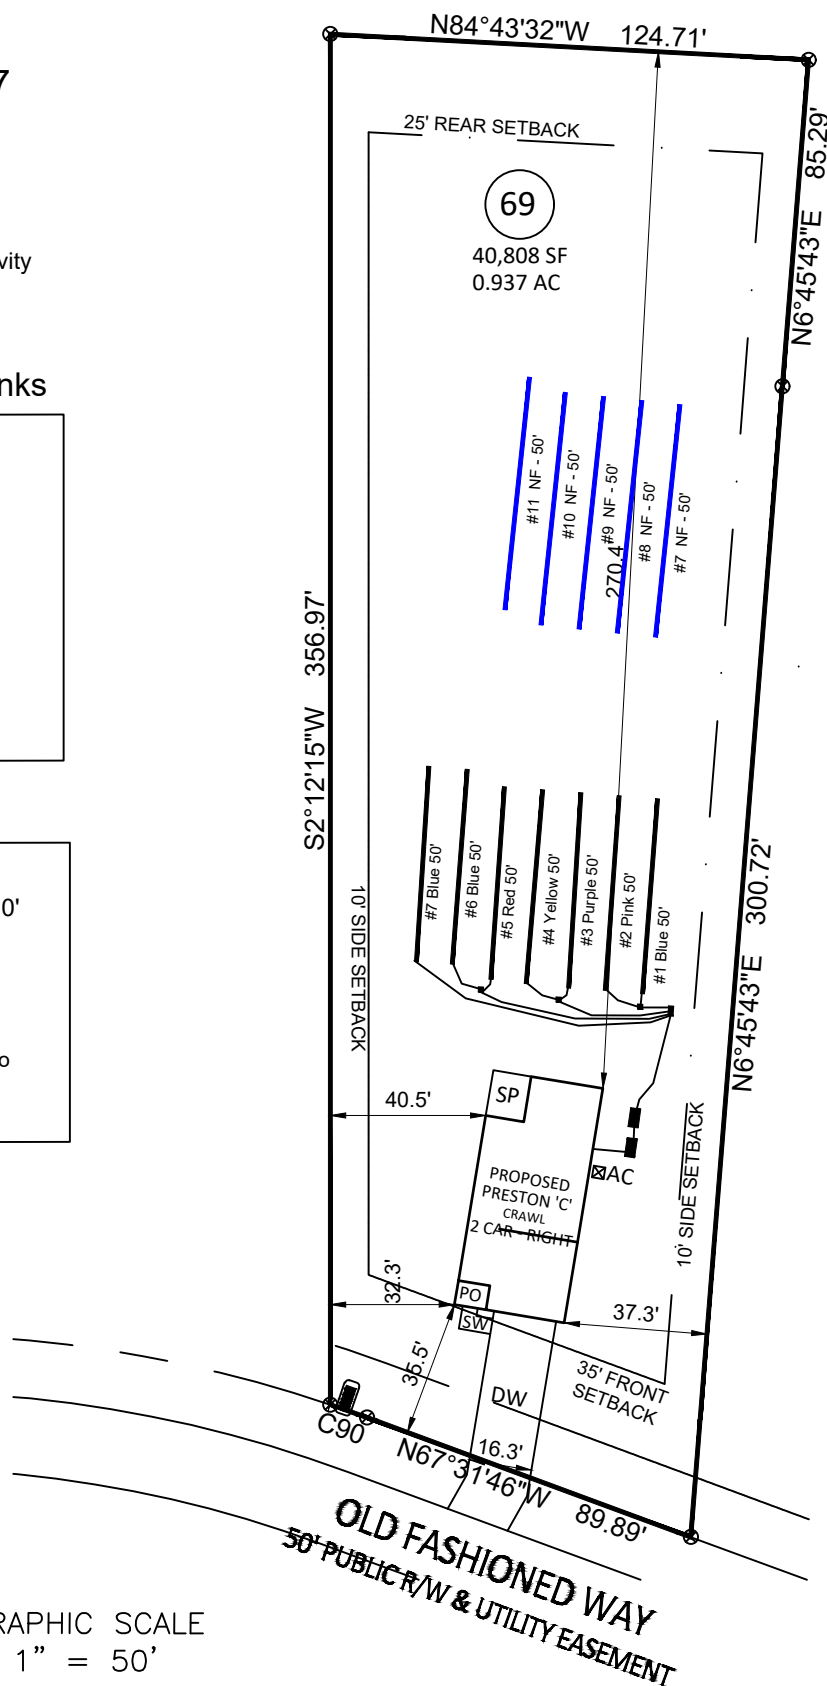 N84°43'32"W 124.71'
7
25' REAR SETBACK
85.29'
N6°45'43"E
69
40,808 SF
0.937 AC
vity
nks
#11 NF - 50'
#10 NF - 50'
#9 NF - 50'
#8 NF - 50'
#7 NF - 50'
270.4'
S2°12'15"W 356.97'
#7 Blue 50'
#6 Blue 50'
#5 Red 50'
#4 Yellow 50'
#3 Purple 50'
#2 Pink 50'
#1 Blue 50'
N6°45'43"E 300.72'
0'
10' SIDE SETBACK
o
40.5'
SP
AC
PROPOSED
PRESTON 'C'
CRAWL
2 CAR - RIGHT
10' SIDE SETBACK
32.3'
PO
SW
37.3'
35.5'
35' FRONT
SETBACK
DW
C90
16.3'
N67°31'46"W 89.89'
OLD FASHIONED WAY
50' PUBLIC R/W & UTILITY EASEMENT
RAPHIC SCALE
1" = 50'